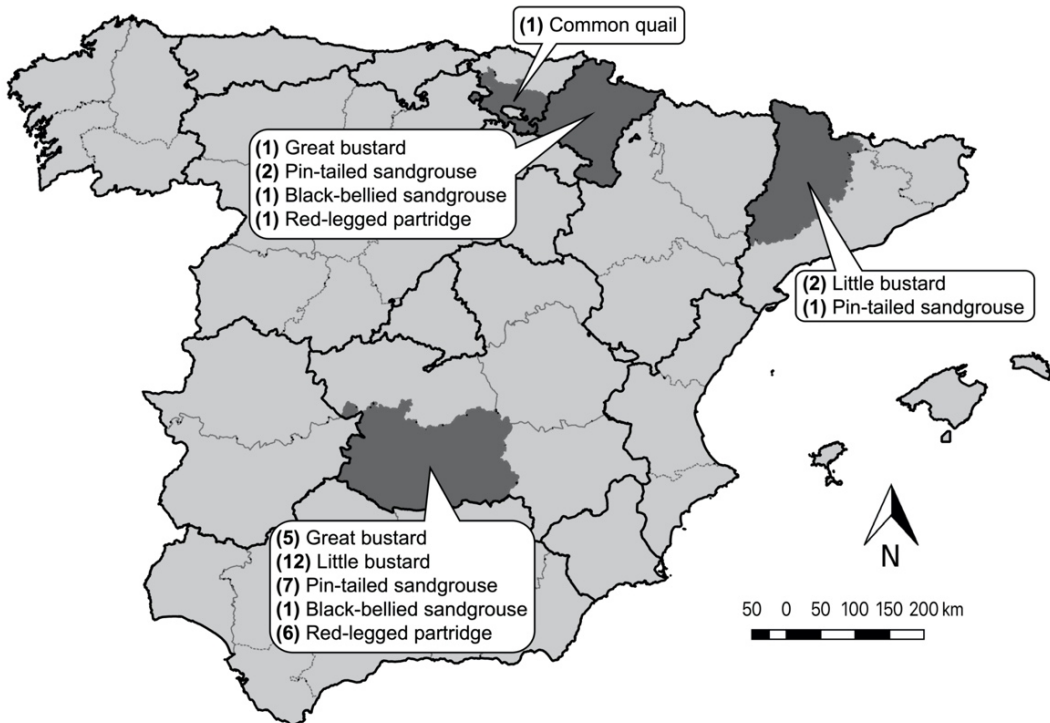 (1) Common quail
(1) Great bustard
(2) Pin-tailed sandgrouse
(1) Black-bellied sandgrouse
(1) Red-legged partridge
(2) Little bustard
(1) Pin-tailed sandgrouse
(5) Great bustard
(12) Little bustard
(7) Pin-tailed sandgrouse
(1) Black-bellied sandgrouse
(6) Red-legged partridge
N
50 0 50 100 150 200 km